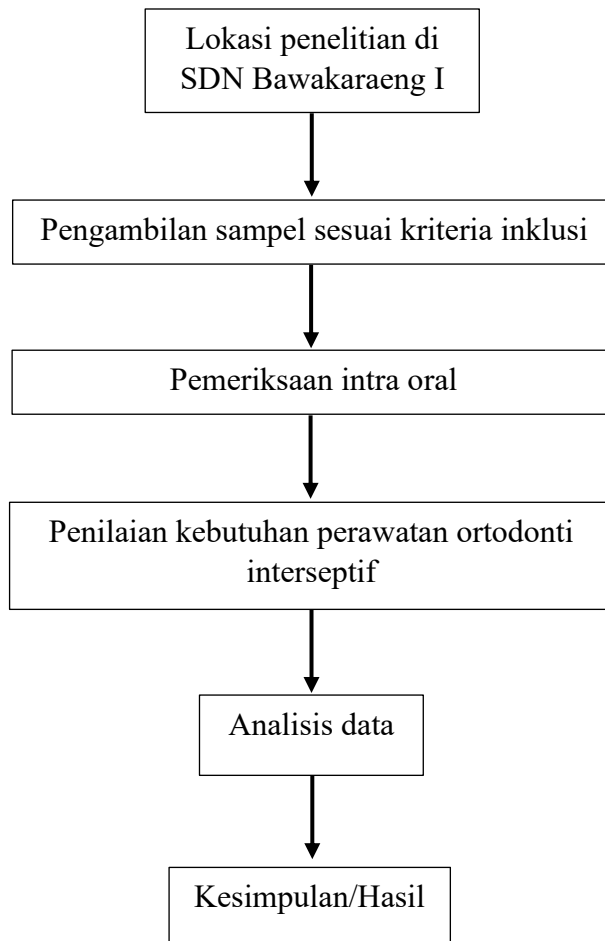 Lokasi penelitian di
SDN Bawakaraeng I
Pengambilan sampel sesuai kriteria inklusi
Pemeriksaan intra oral
Penilaian kebutuhan perawatan ortodonti
interseptif
Analisis data
Kesimpulan/Hasil